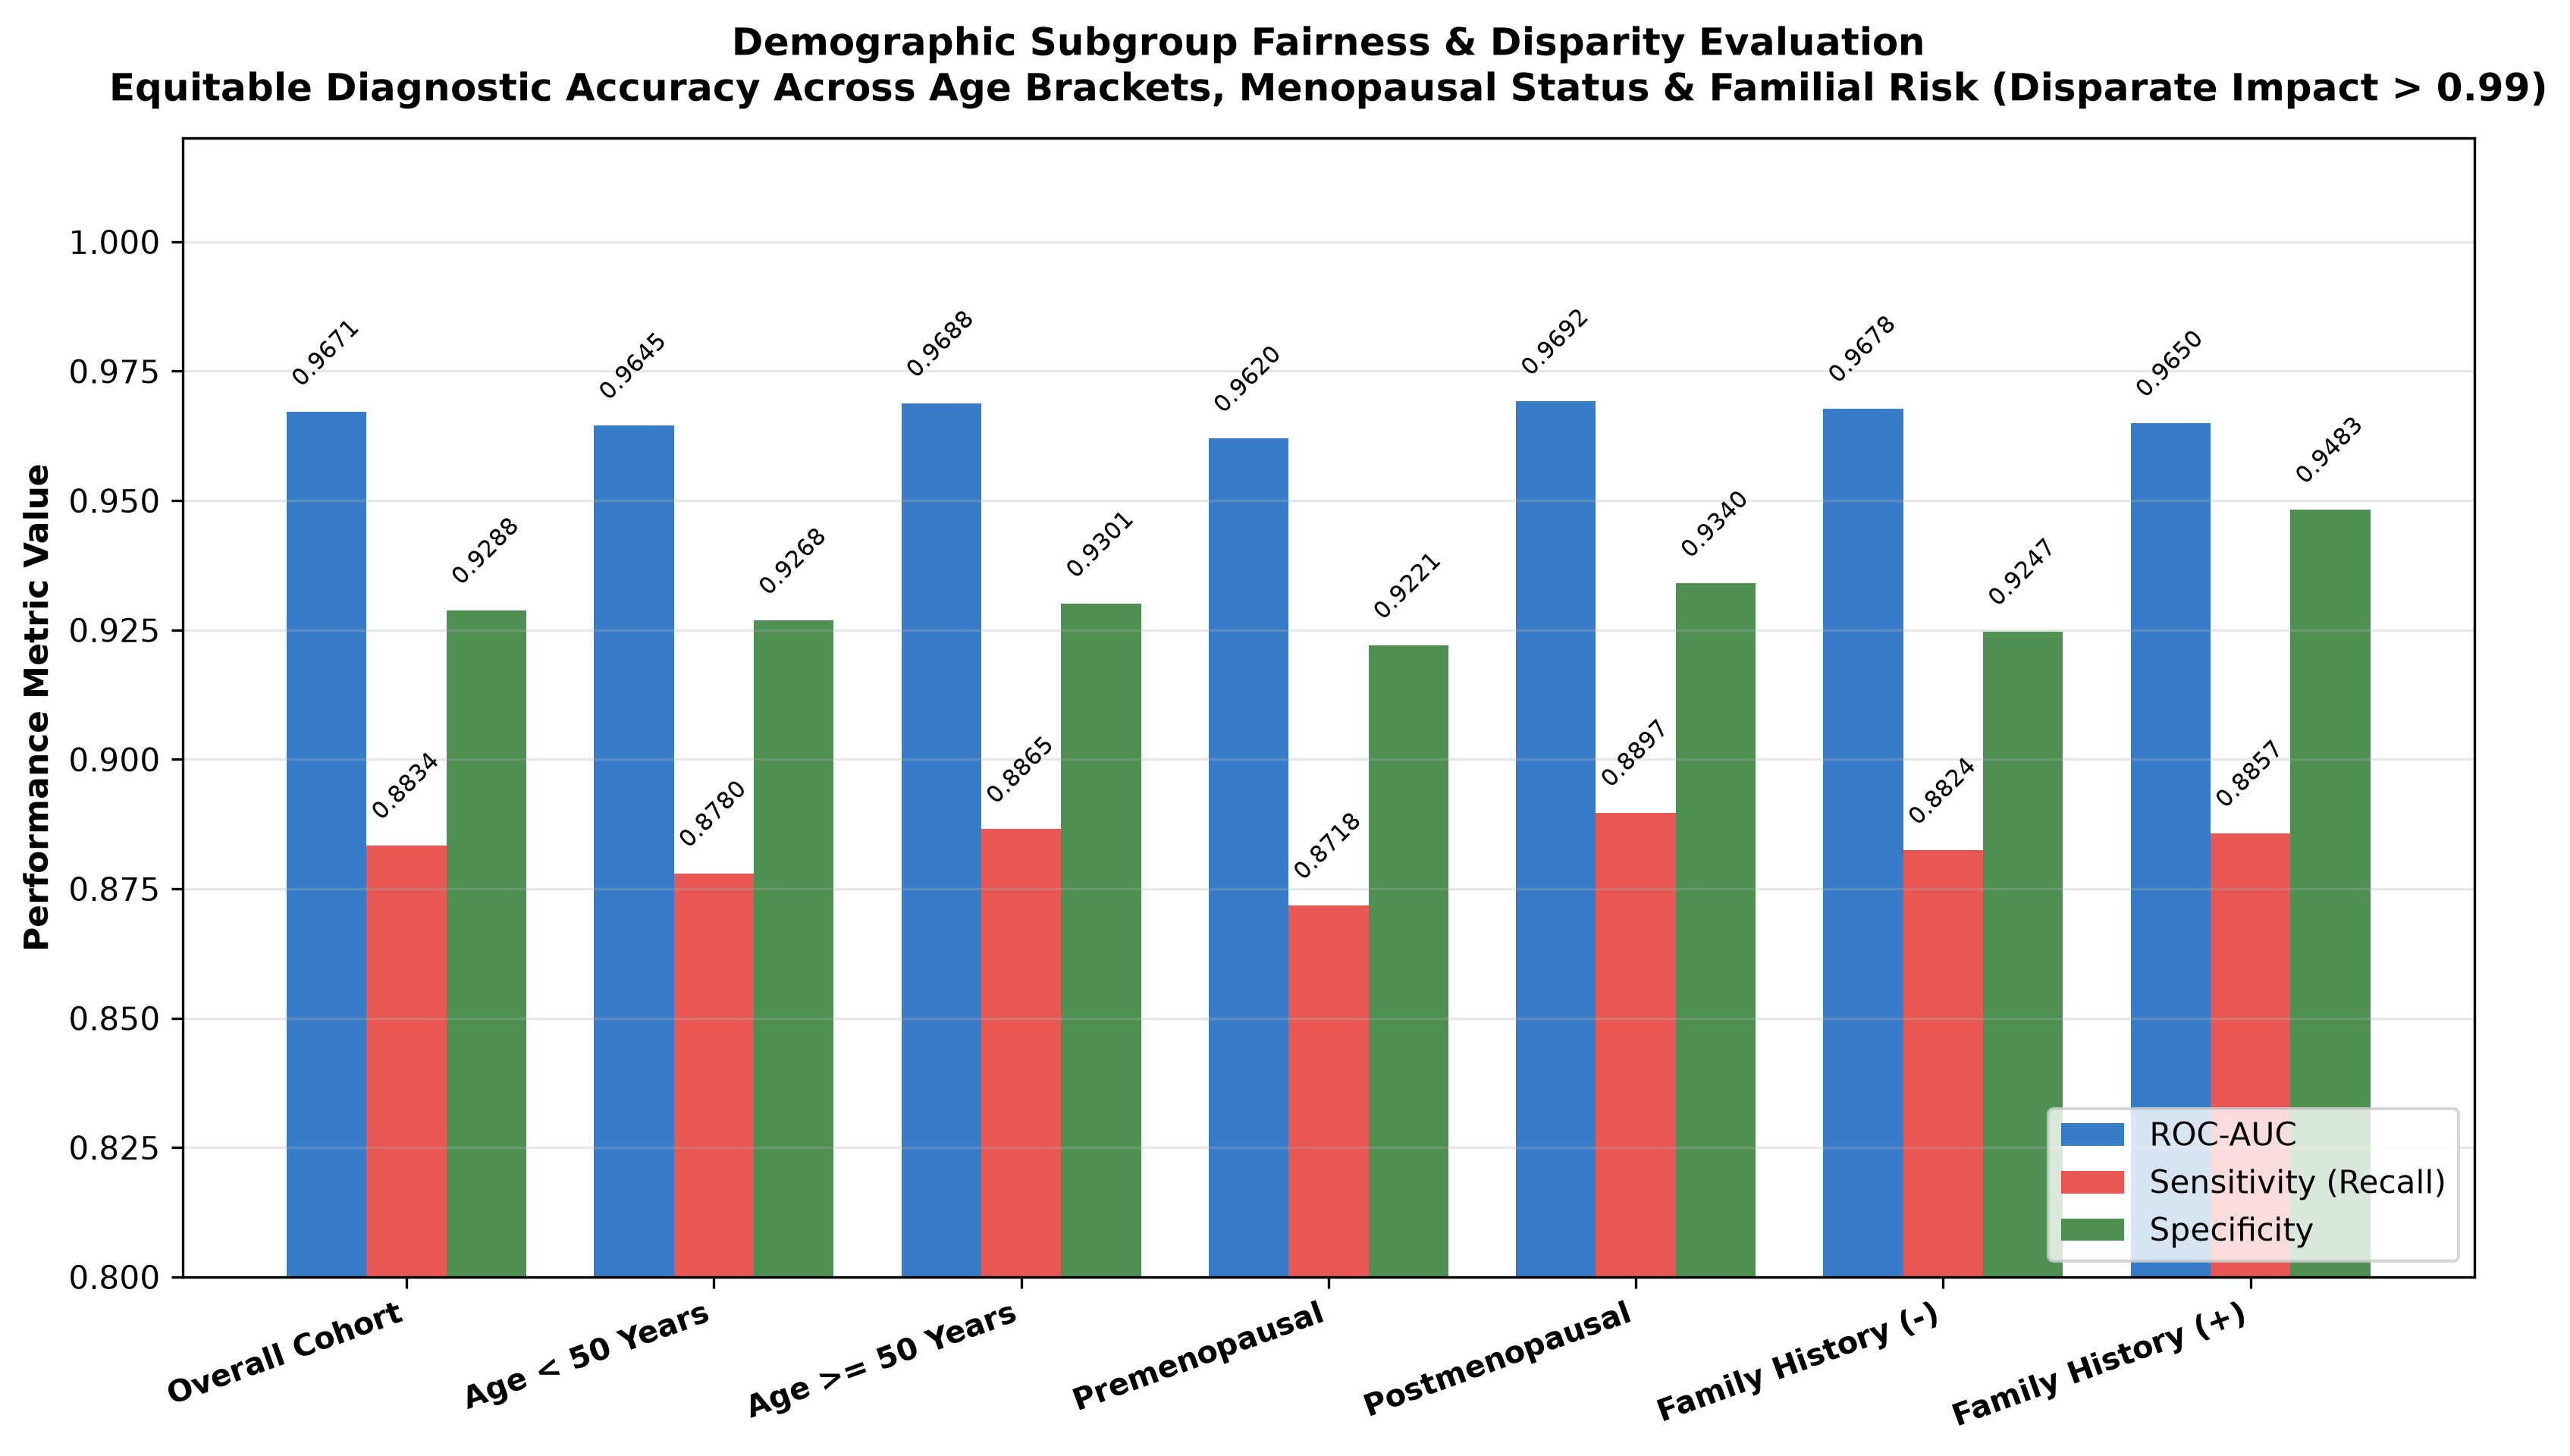 Demographic Subgroup Fairness & Disparity Evaluation
Equitable Diagnostic Accuracy Across Age Brackets, Menopausal Status & Familial Risk (Disparate Impact > 0.99)
Performance Metric Value
1.000
0.975
0.950
0.925
0.900
0.875
0.850
0.825
0.800
0.9671
0.8834
0.9288
0.9645
0.8780
0.9268
0.9688
0.8865
0.9301
0.9620
0.8718
0.9221
0.9692
0.8897
0.9340
0.9678
0.8824
0.9247
0.9650
0.8857
0.9483
ROC-AUC
Sensitivity (Recall)
Specificity
Overall Cohort
Age < 50 Years
Age >= 50 Years
Premenopausal
Postmenopausal
Family History (-)
Family History (+)